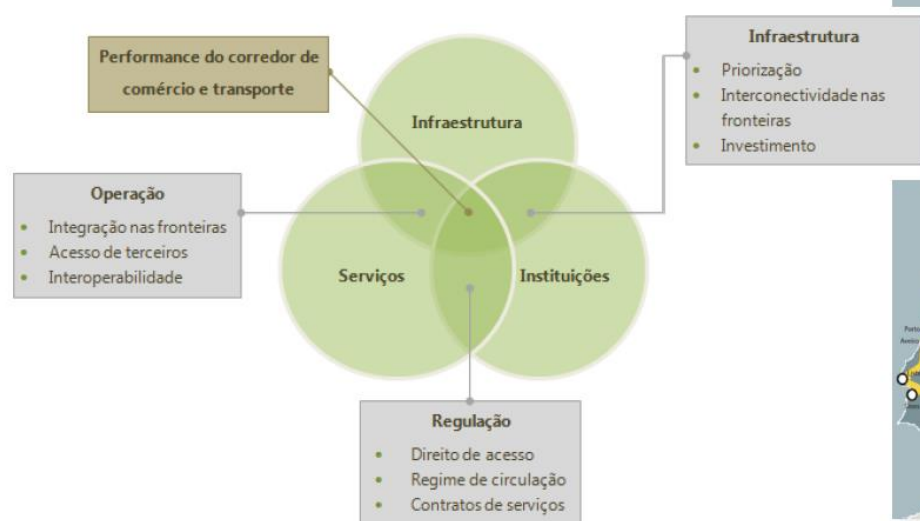 Performance do corredor de
comércio e transporte
Infraestrutura
Infraestrutura
• Priorização
• Interconectividade nas
fronteiras
• Investimento
Operação
• Integração nas fronteiras
• Acesso de terceiros
• Interoperabilidade
Serviços
Instituições
Regulação
• Direito de acesso
• Regime de circulação
• Contratos de serviços